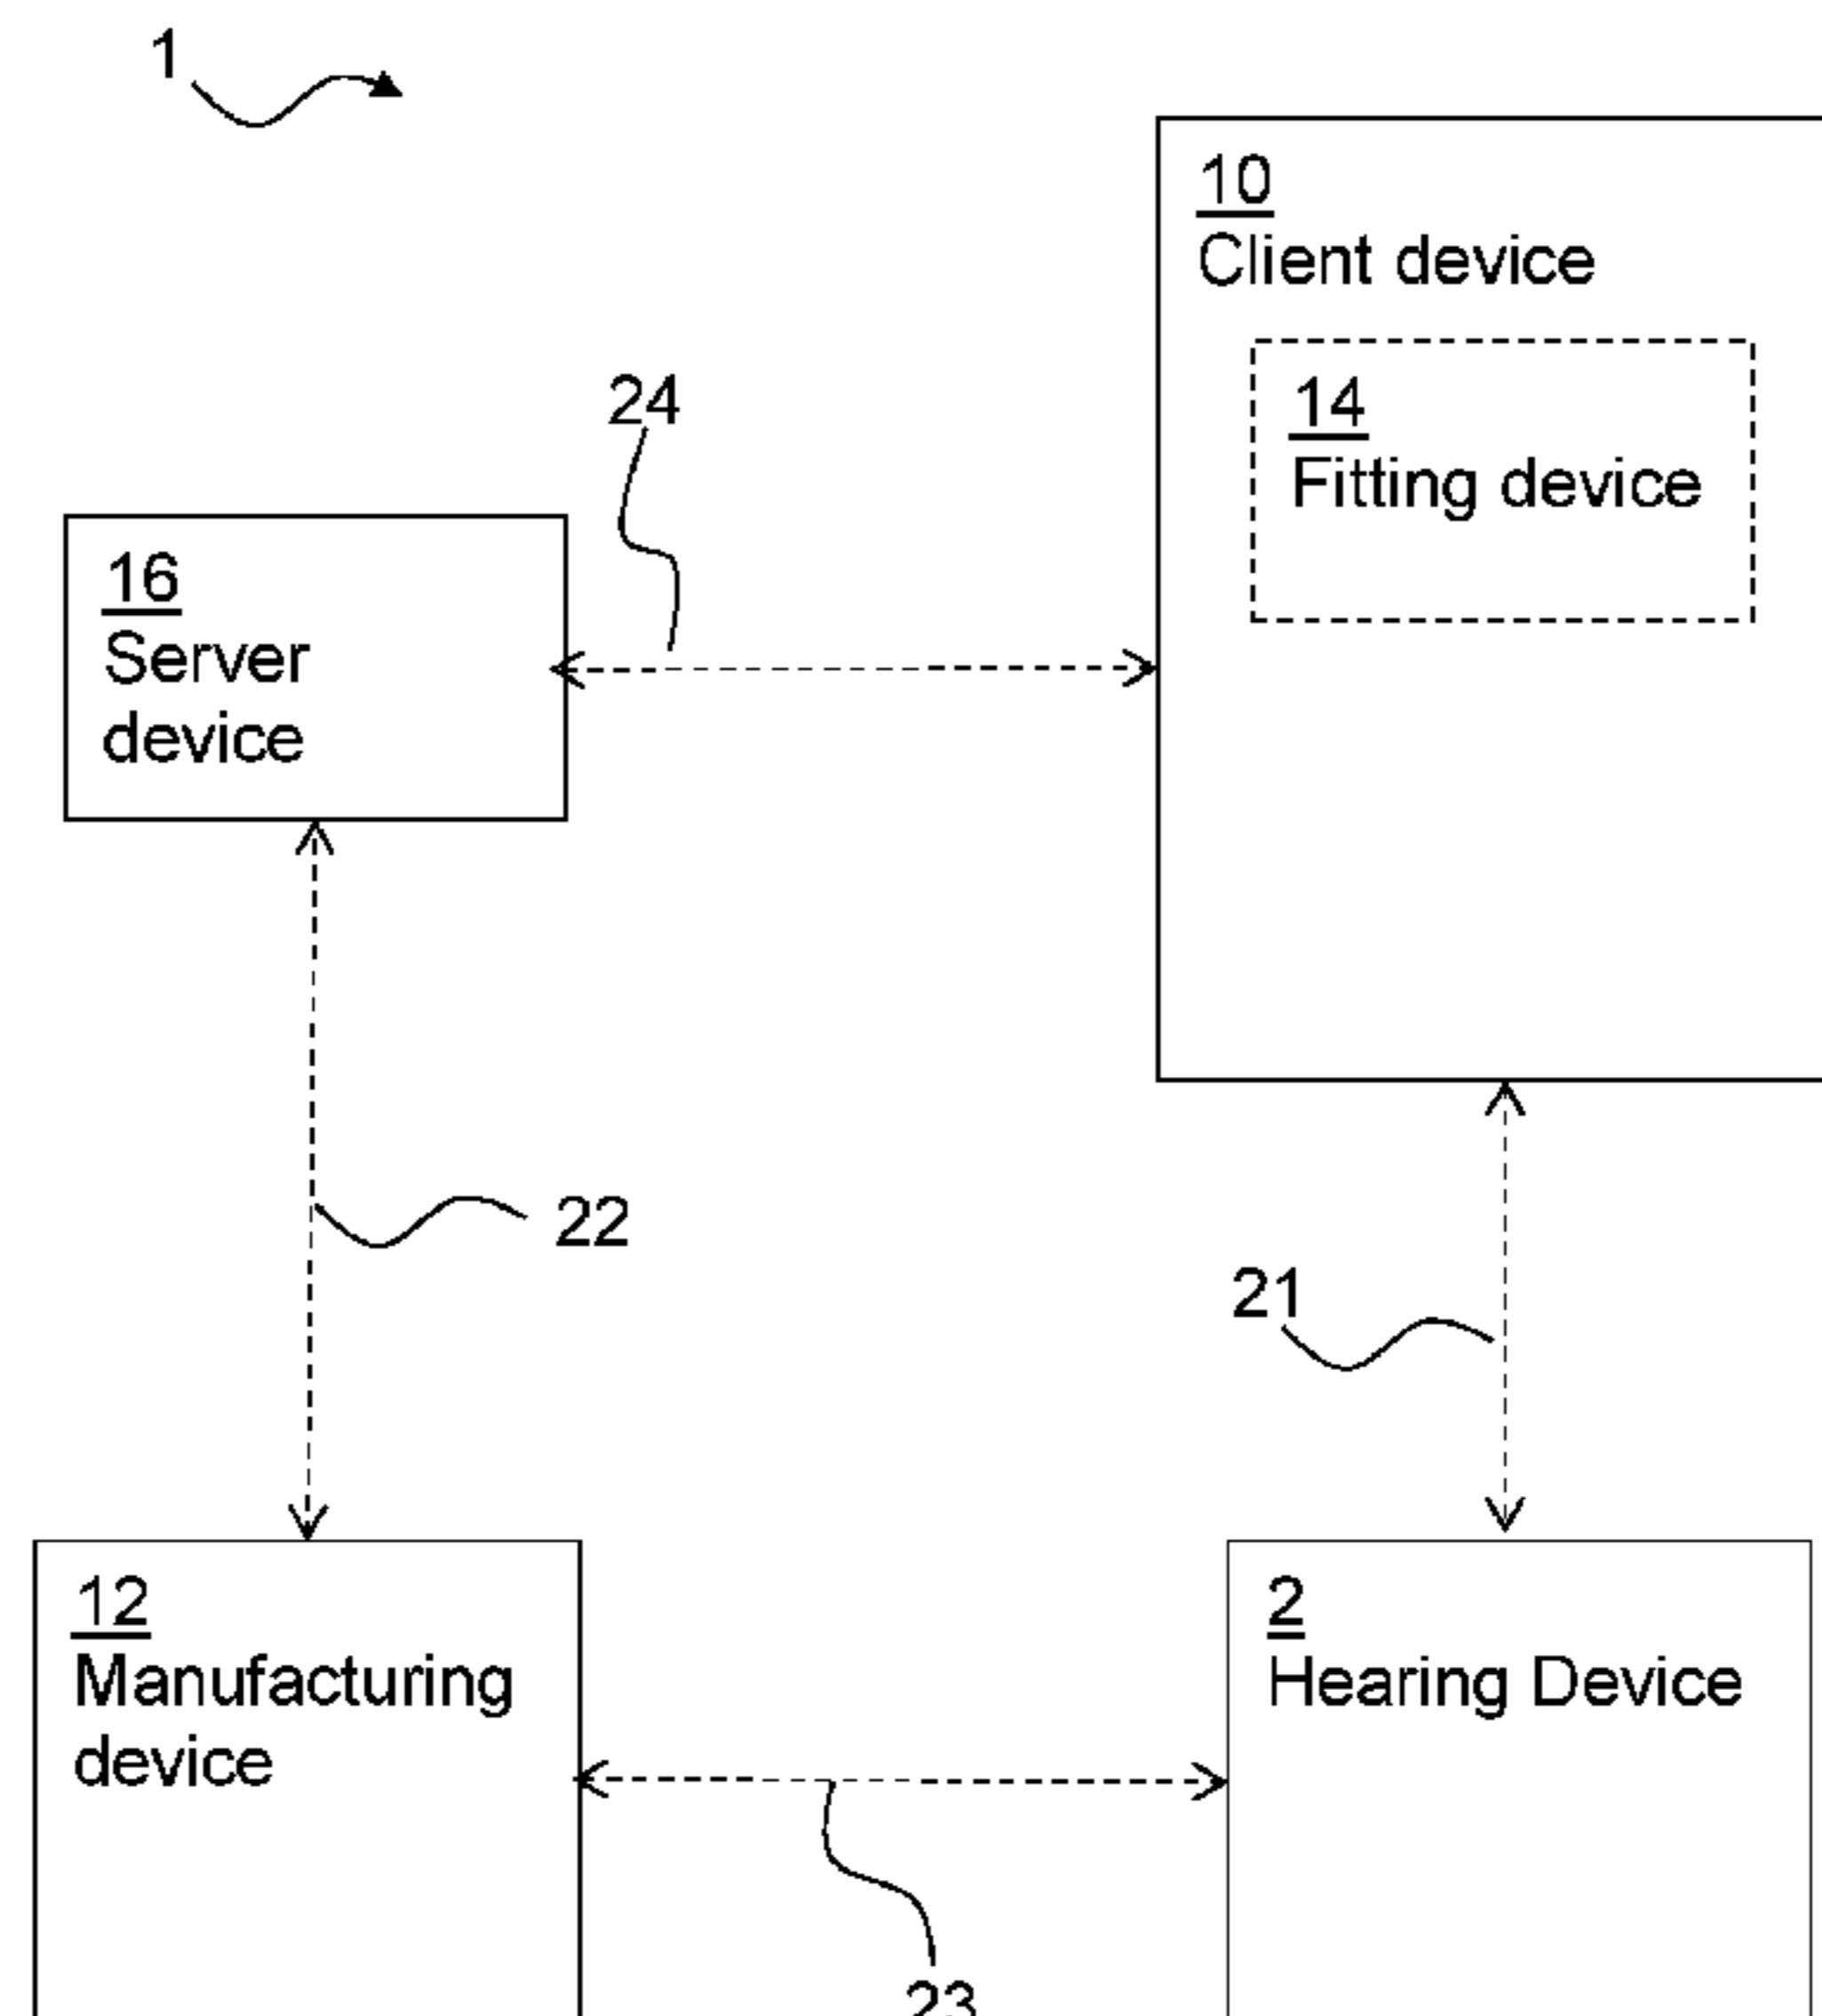 1
10
Client device
14
Fitting device
24
16
Server
device
22
21
12
Manufacturing
device
2
Hearing Device
23